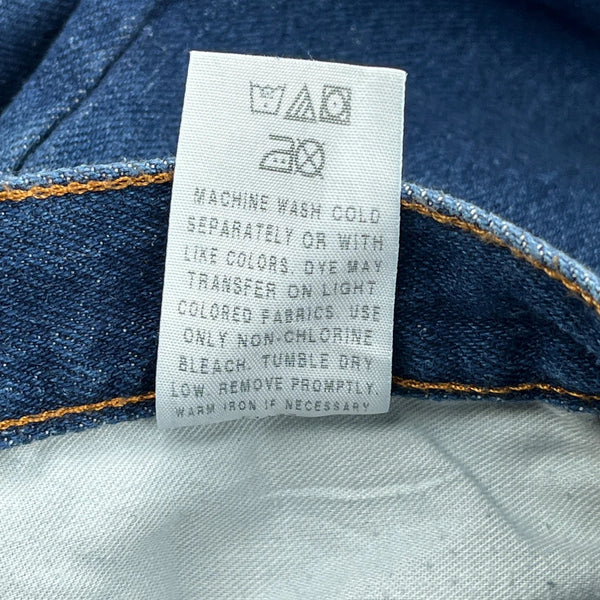 MACHINE WASH COLD
SEPARATELY OR WITH
LIKE COLORS. DYE MAY
TRANSFER ON LIGHT
COLORED FABRICS. USE
ONLY NON-CHLORINE
BLEACH. TUMBLE DRY
LOW. REMOVE PROMPTLY.
WARM IRON IF NECESSARY